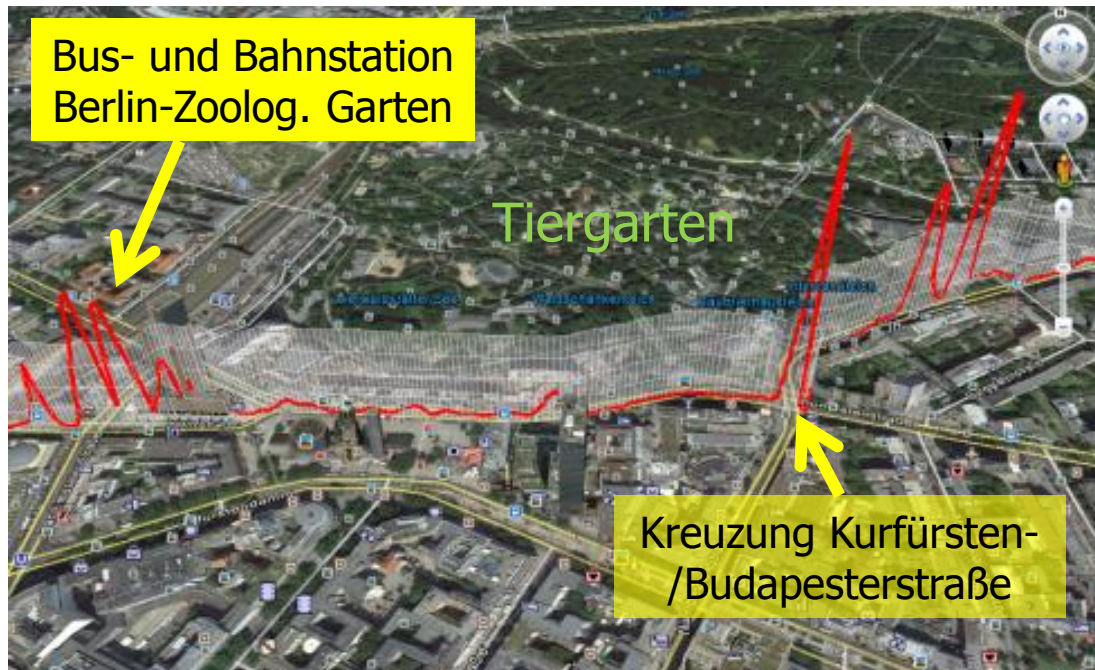 Bus- und Bahnstation
Berlin-Zoolog. Garten
Tiergarten
Kreuzung Kurfürsten-
/Budapesterstraße